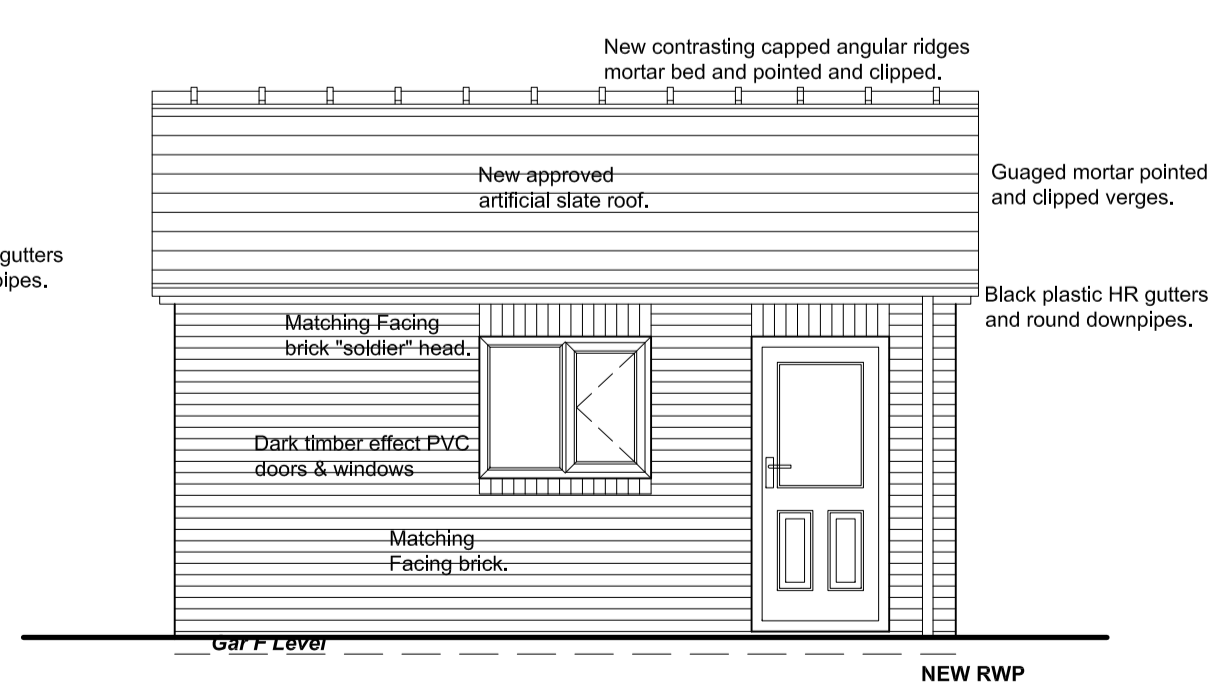 New contrasting capped angular ridges
mortar bed and pointed and clipped.
New approved
artificial slate roof.
Guaged mortar pointed
and clipped verges.
gutters
pipes.
Black plastic HR gutters
and round downpipes.
Matching Facing
brick "soldier" head.
Dark timber effect PVC
doors & windows
Matching
Facing brick.
Gar F Level
NEW RWP